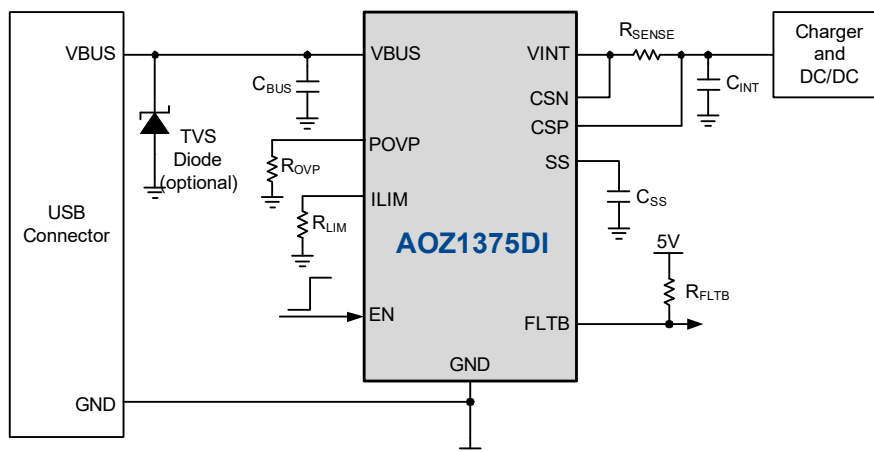 USB
Connector
VBUS
GND
TVS
Diode
(optional)
CBUS
ROVP
RLIM
AOZ1375DI
VBUS
POVP
ILIM
EN
GND
VINT
CSN
CSP
SS
FLTB
RSENSE
CINT
CSS
5V
RFLTB
Charger
and
DC/DC